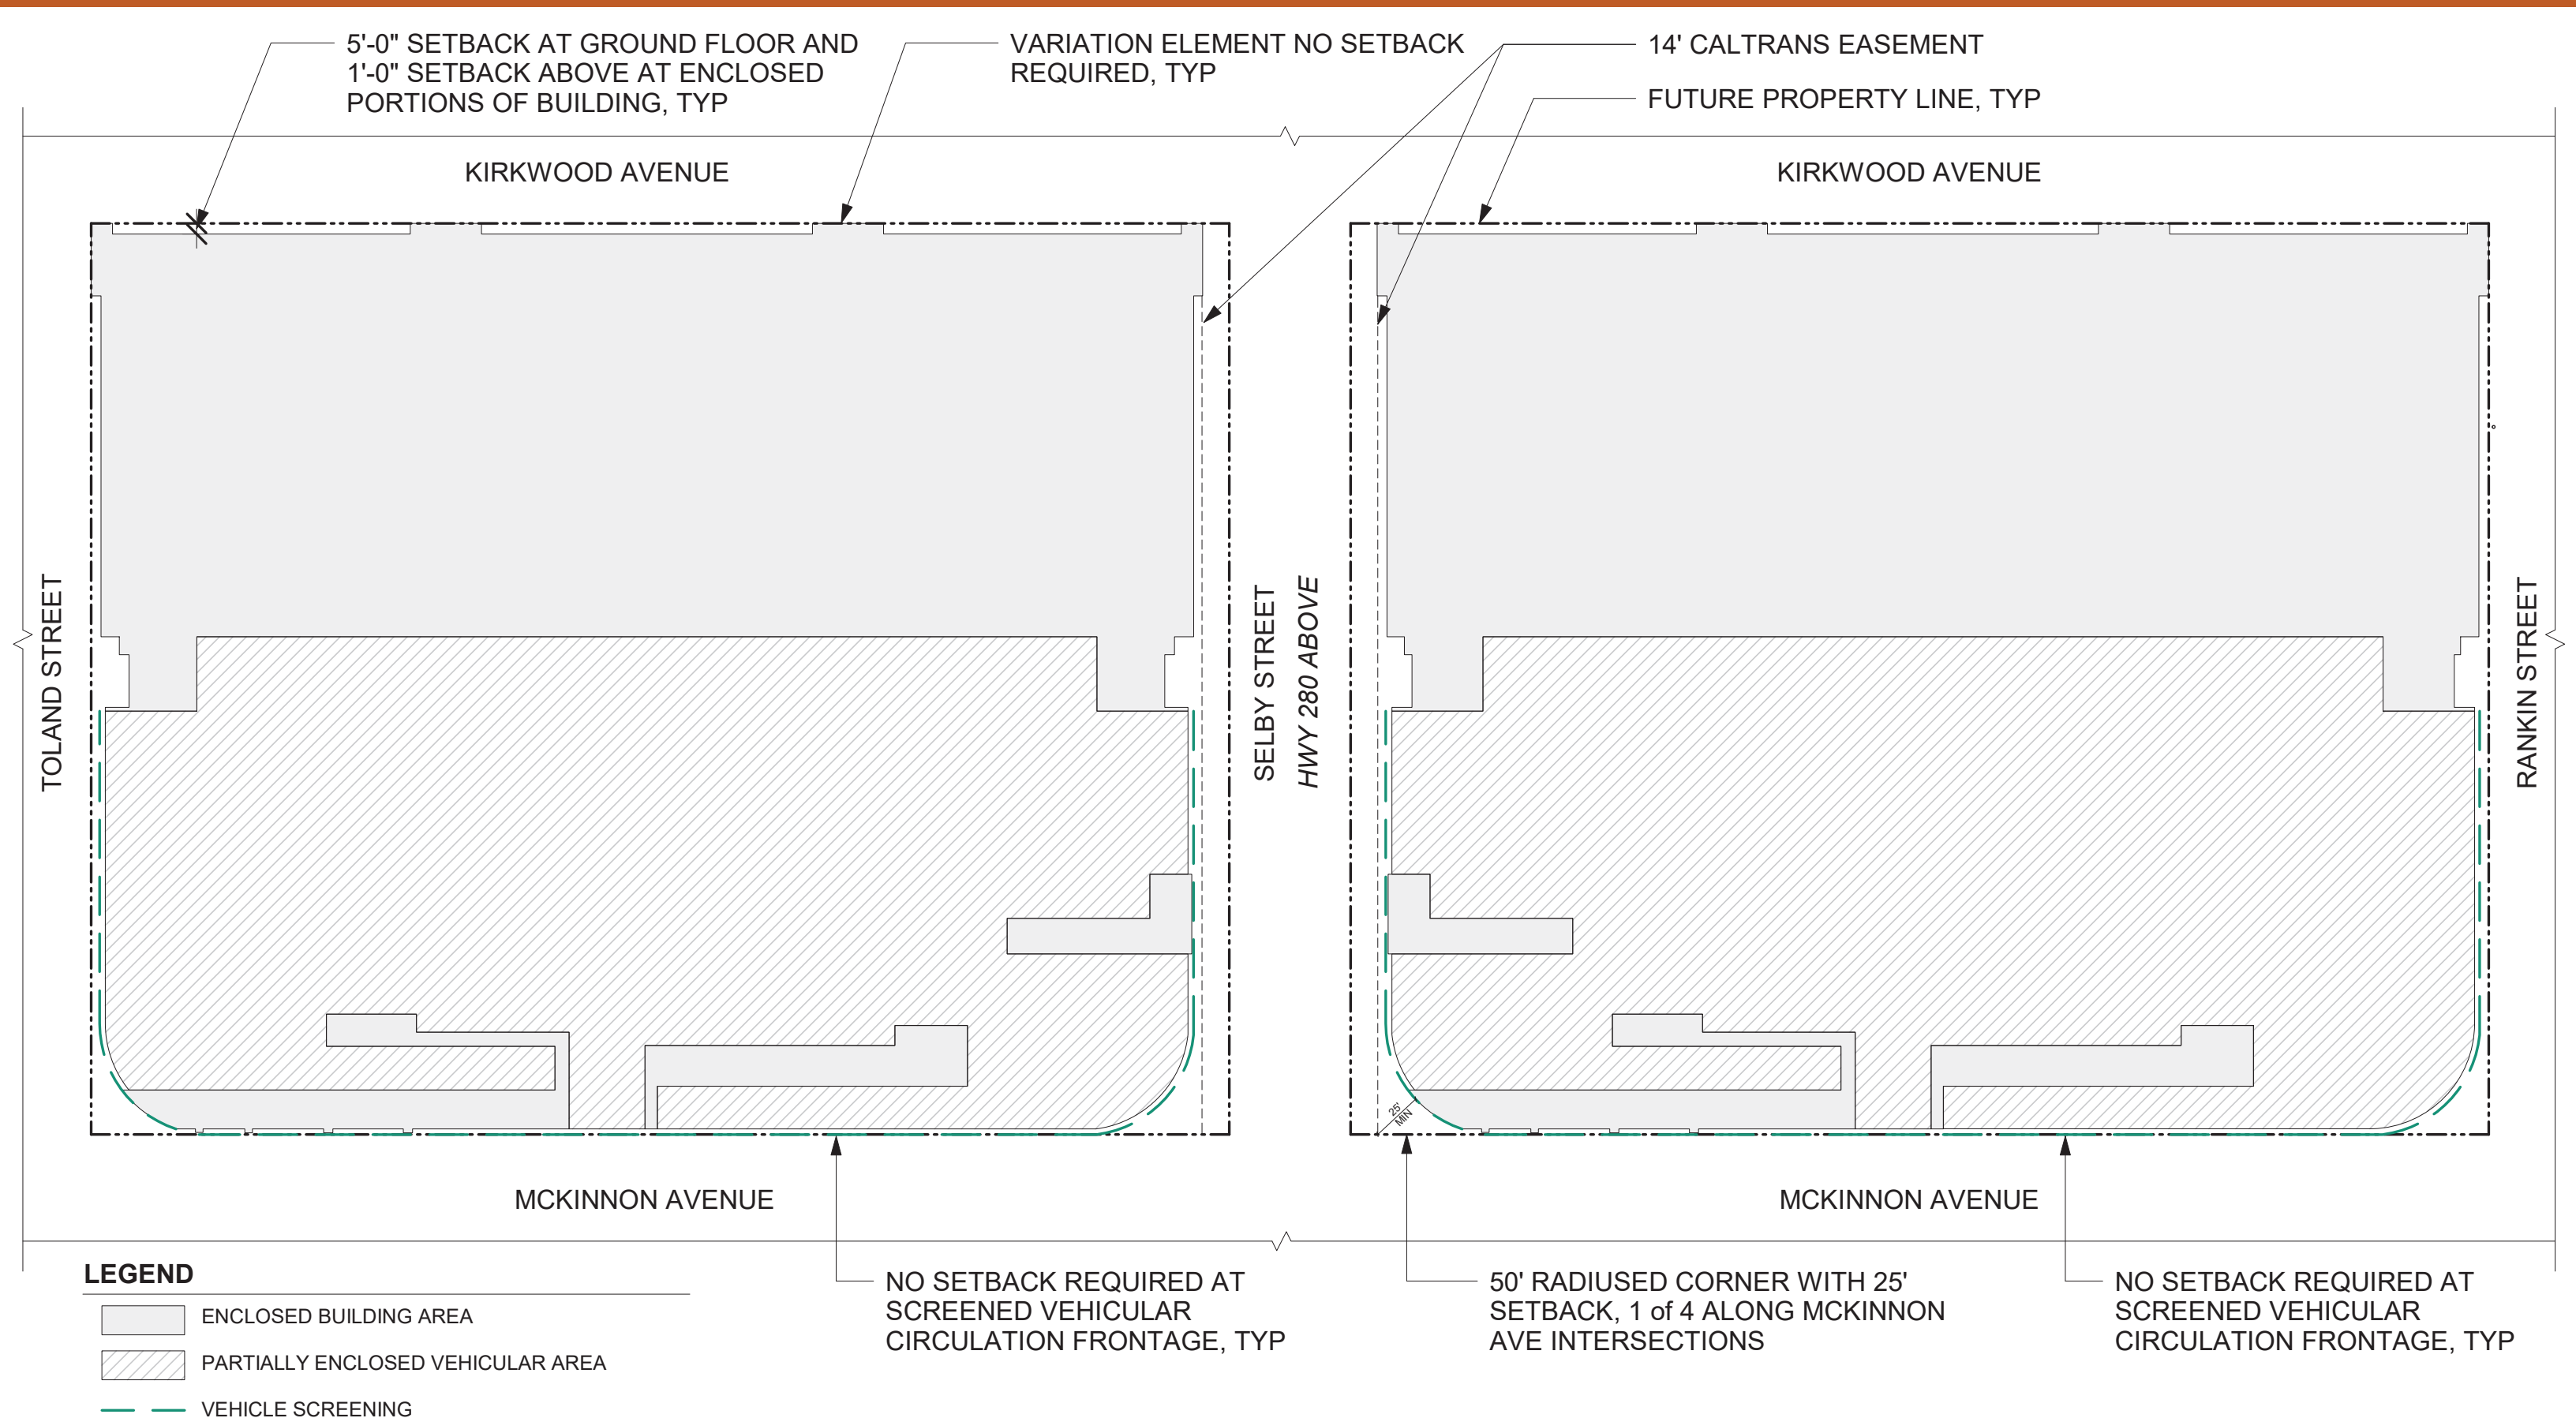 5'-0" SETBACK AT GROUND FLOOR AND
1'-0" SETBACK ABOVE AT ENCLOSED
PORTIONS OF BUILDING, TYP
VARIATION ELEMENT NO SETBACK
REQUIRED, TYP
14' CALTRANS EASEMENT
FUTURE PROPERTY LINE, TYP
KIRKWOOD AVENUE
KIRKWOOD AVENUE
TOLAND STREET
SELBY STREET
HWY 280 ABOVE
RANKIN STREET
25'
MIN
MCKINNON AVENUE
MCKINNON AVENUE
NO SETBACK REQUIRED AT
SCREENED VEHICULAR
CIRCULATION FRONTAGE, TYP
50' RADIUSED CORNER WITH 25'
SETBACK, 1 of 4 ALONG MCKINNON
AVE INTERSECTIONS
NO SETBACK REQUIRED AT
SCREENED VEHICULAR
CIRCULATION FRONTAGE, TYP
LEGEND
ENCLOSED BUILDING AREA
PARTIALLY ENCLOSED VEHICULAR AREA
VEHICLE SCREENING